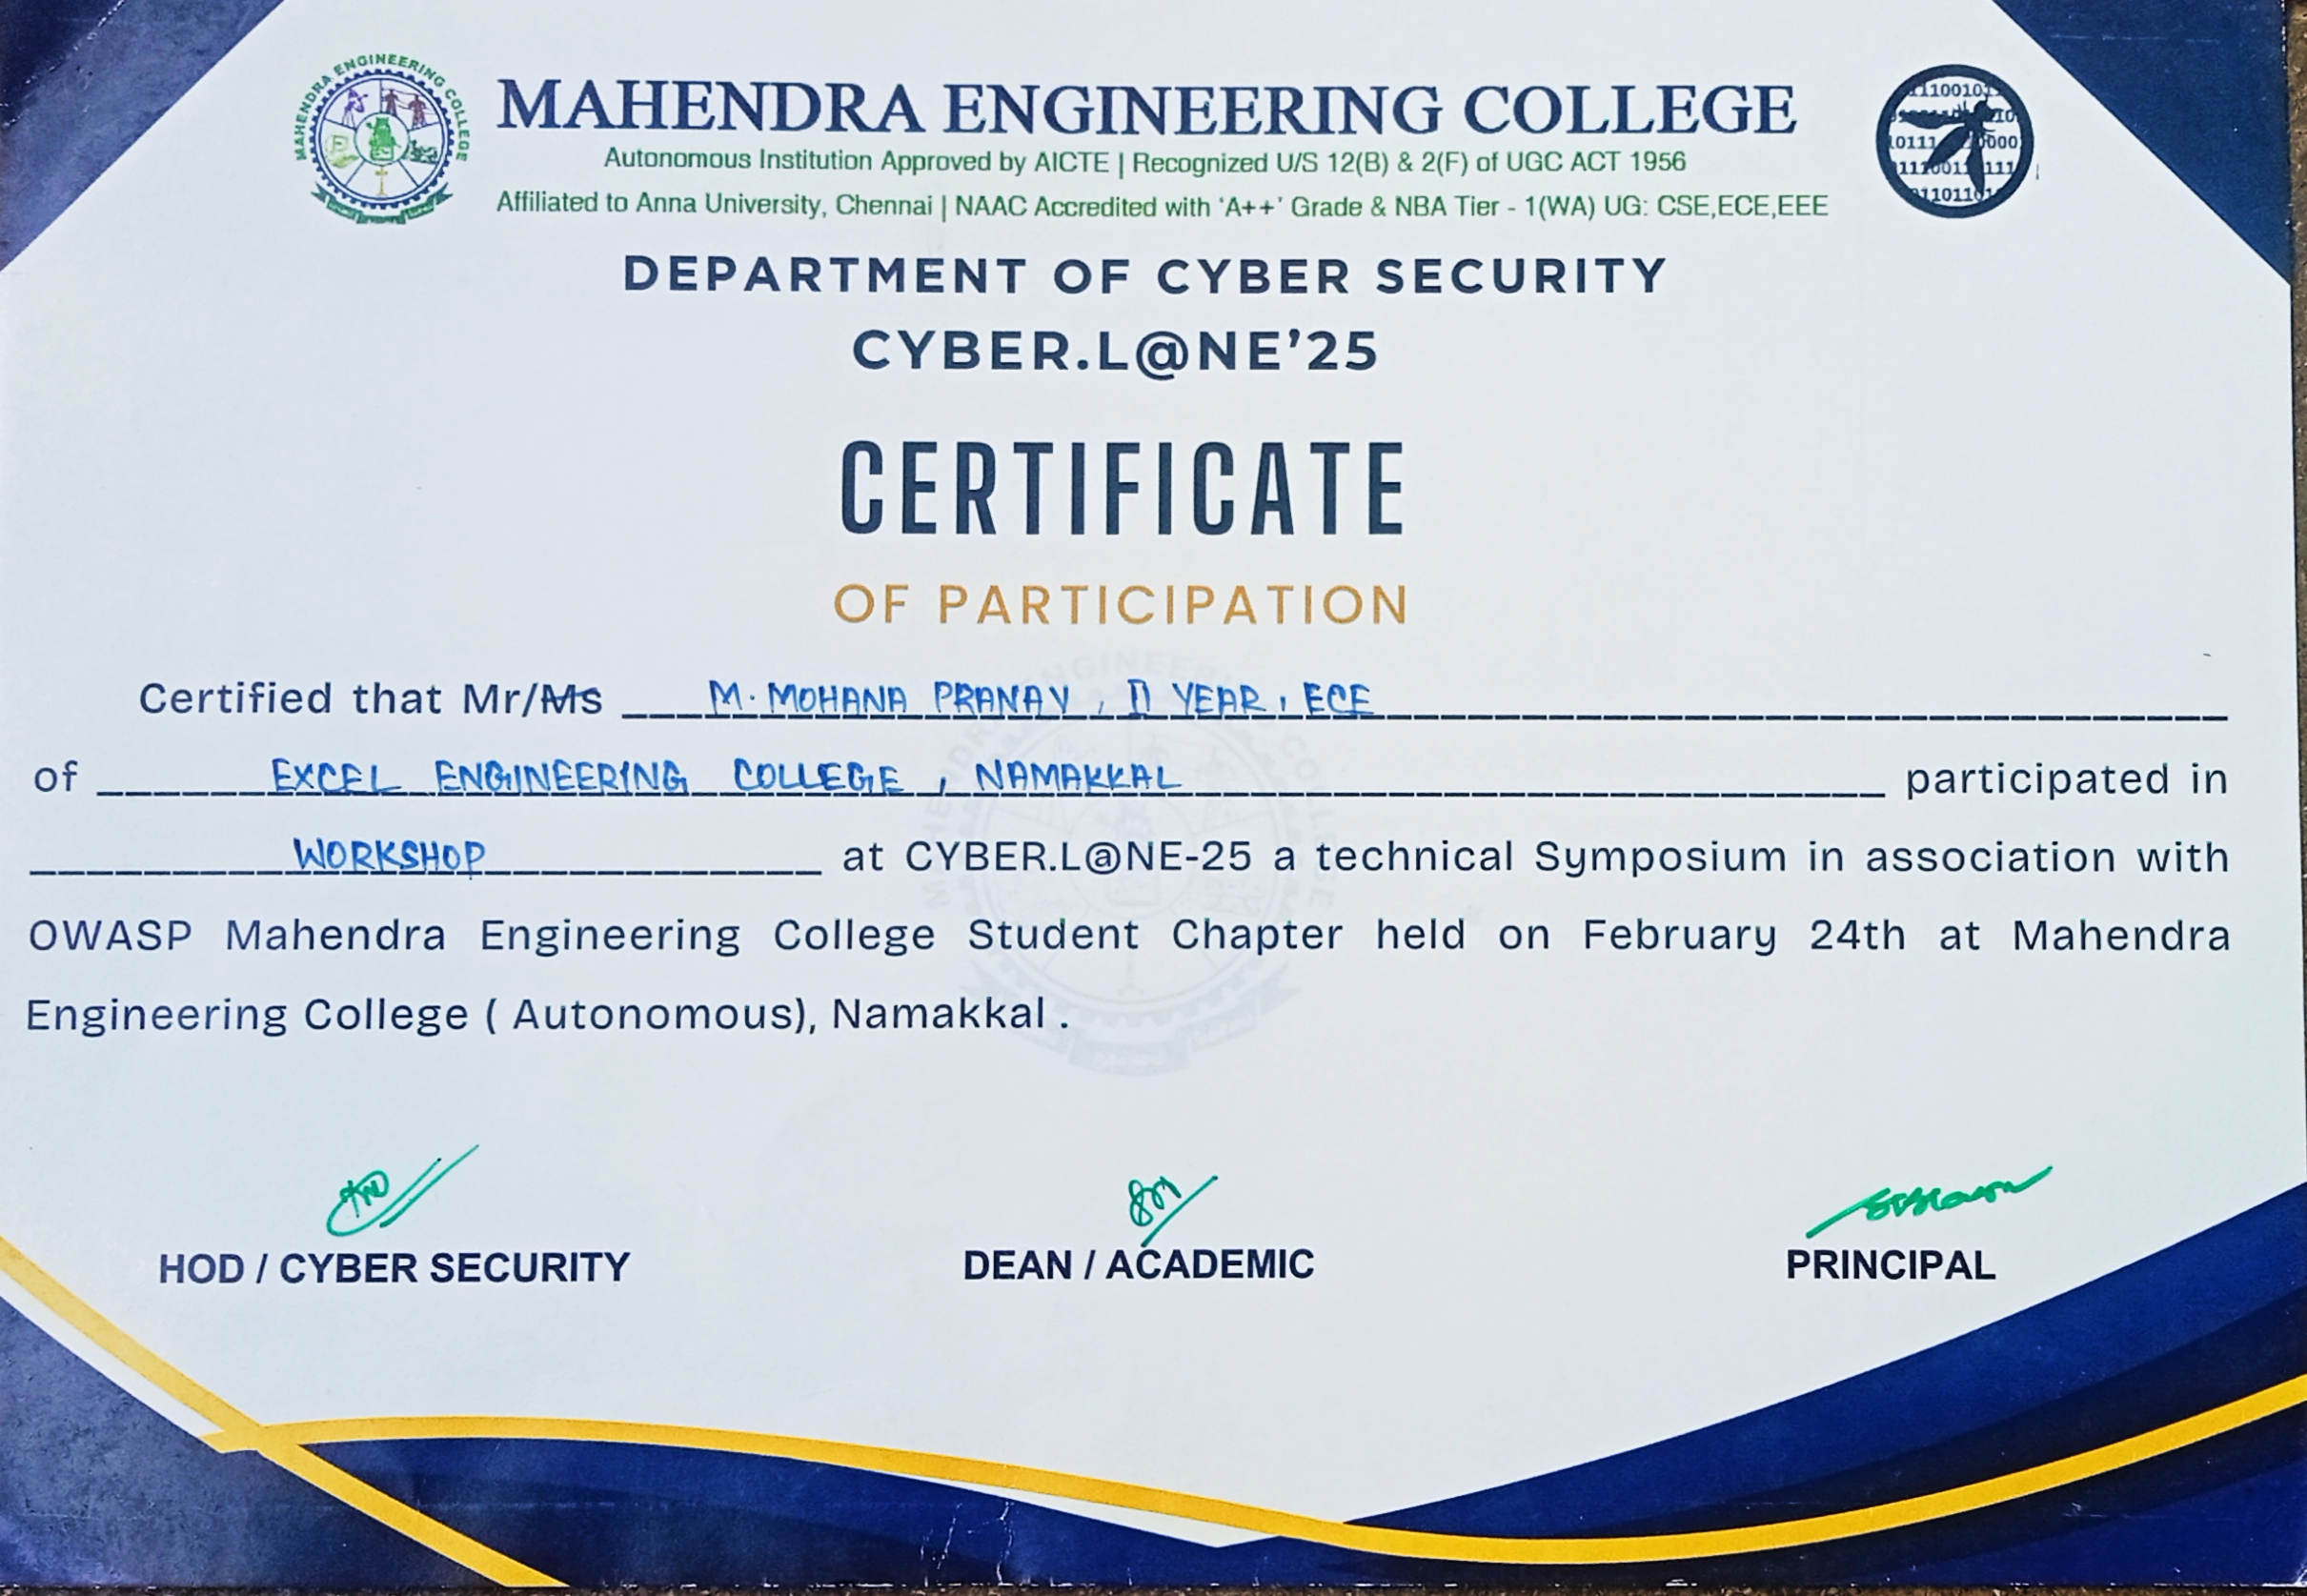 MAHENDRA ENGINEERING COLLEGE
MAHENDRA ENGINEERING COLLEGE
Autonomous Institution Approved by AICTE | Recognized U/S 12(B) & 2(F) of UGC ACT 1956
Affiliated to Anna University, Chennai | NAAC Accredited with ‘A++’ Grade & NBA Tier - 1(WA) UG: CSE,ECE,EEE
DEPARTMENT OF CYBER SECURITY
CYBER.L@NE’25
CERTIFICATE
OF PARTICIPATION
Certified that Mr/Ms M. MOHANA PRANAV, II YEAR, ECE
of EXCEL ENGINEERING COLLEGE, NAMAKKAL participated in
WORKSHOP at CYBER.L@NE-25 a technical Symposium in association with
OWASP Mahendra Engineering College Student Chapter held on February 24th at Mahendra
Engineering College ( Autonomous), Namakkal .
HOD / CYBER SECURITY DEAN / ACADEMIC PRINCIPAL